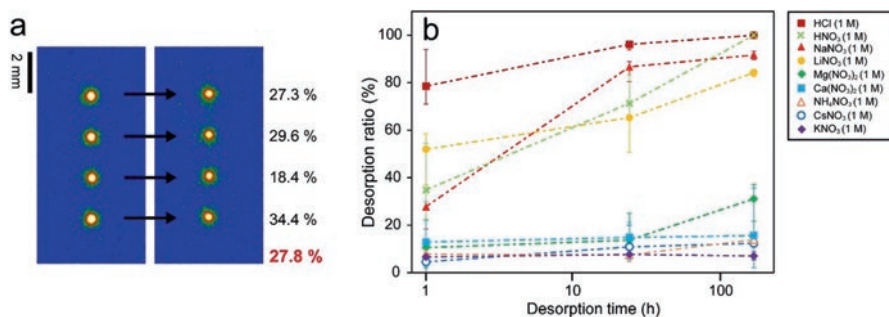 a
2 mm
27.3 %
29.6 %
18.4 %
34.4 %
27.8 %
b
Desorption ratio (%)
100
80
60
40
20
0
1
10
100
Desorption time (h)
HCl (1 M)
HNO₃ (1 M)
NaNO₃ (1 M)
LiNO₃ (1 M)
Mg(NO₃)₂ (1 M)
Ca(NO₃)₂ (1 M)
NH₄NO₃ (1 M)
CsNO₃ (1 M)
KNO₃ (1 M)